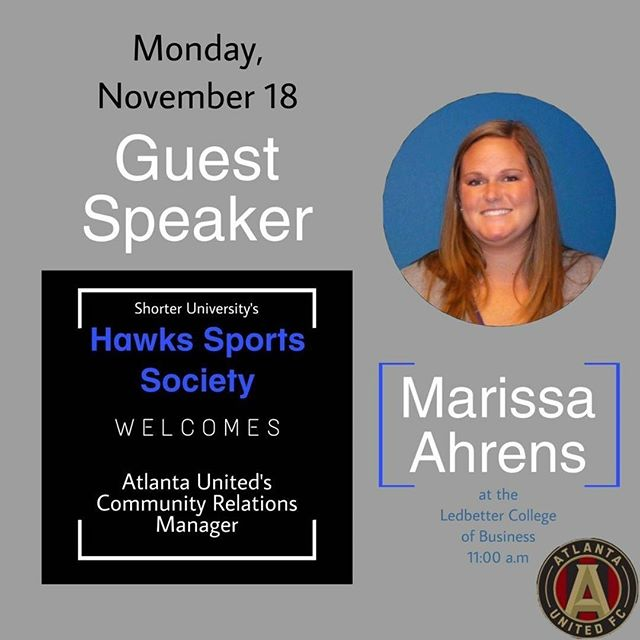 Monday,
November 18
Guest
Speaker
Shorter University's
Hawks Sports
Society
WELCOMES
Atlanta United's
Community Relations
Manager
Marissa
Ahrens
at the
Ledbetter College
of Business
11:00 a.m
ATLANTA
A
UNITED FC